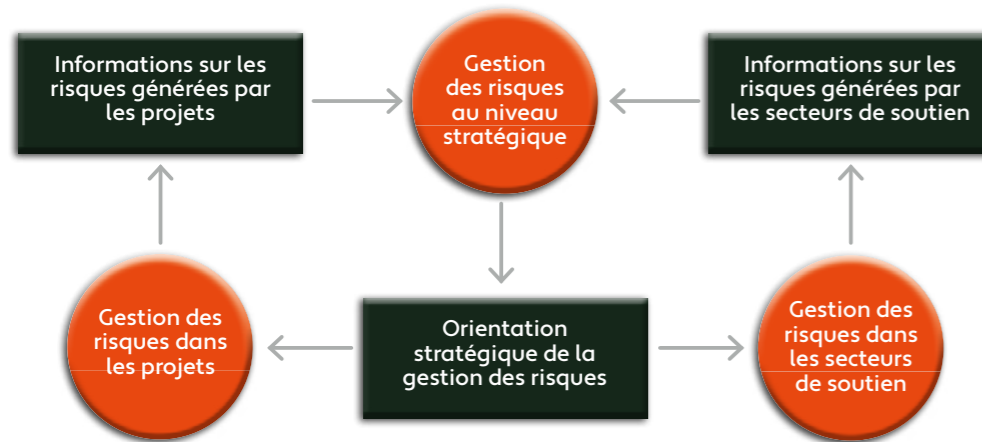 Informations sur les
risques générées par
les projets
Gestion
des risques
au niveau
stratégique
Informations sur les
risques générées par
les secteurs de soutien
Gestion des
risques dans
les projets
Orientation
stratégique de la
gestion des risques
Gestion des
risques dans
les secteurs
de soutien